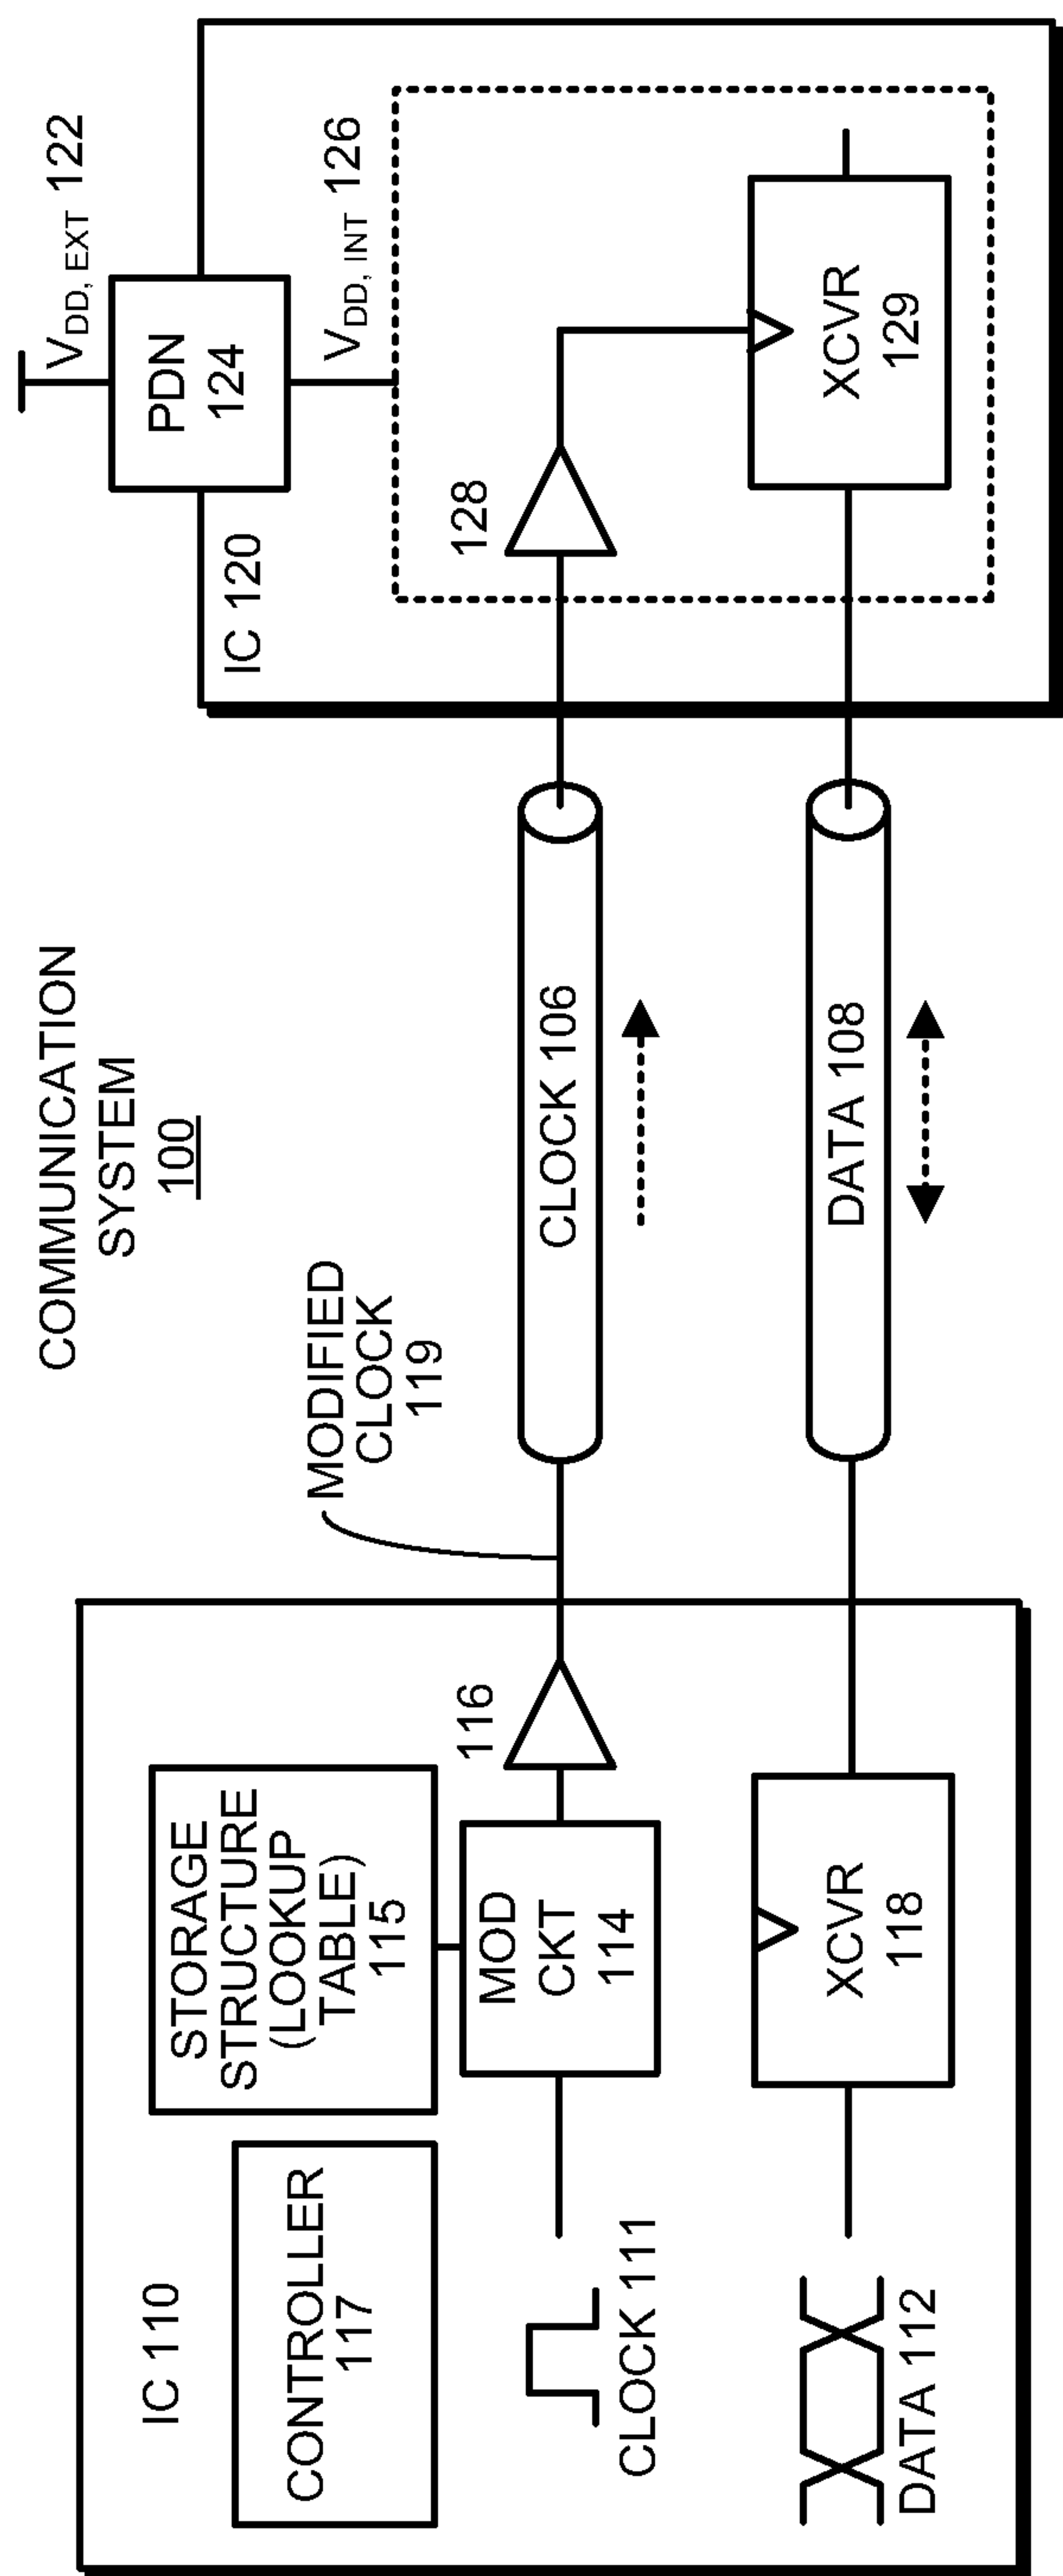 COMMUNICATION
SYSTEM
100
IC 110
CONTROLLER
117
STORAGE
STRUCTURE
(LOOKUP
TABLE)
115
MOD
CKT
114
116
CLOCK 111
DATA 112
XCVR
118
MODIFIED
CLOCK
119
CLOCK 106
DATA 108
IC 120
VDD, EXT 122
PDN
124
VDD, INT 126
128
XCVR
129